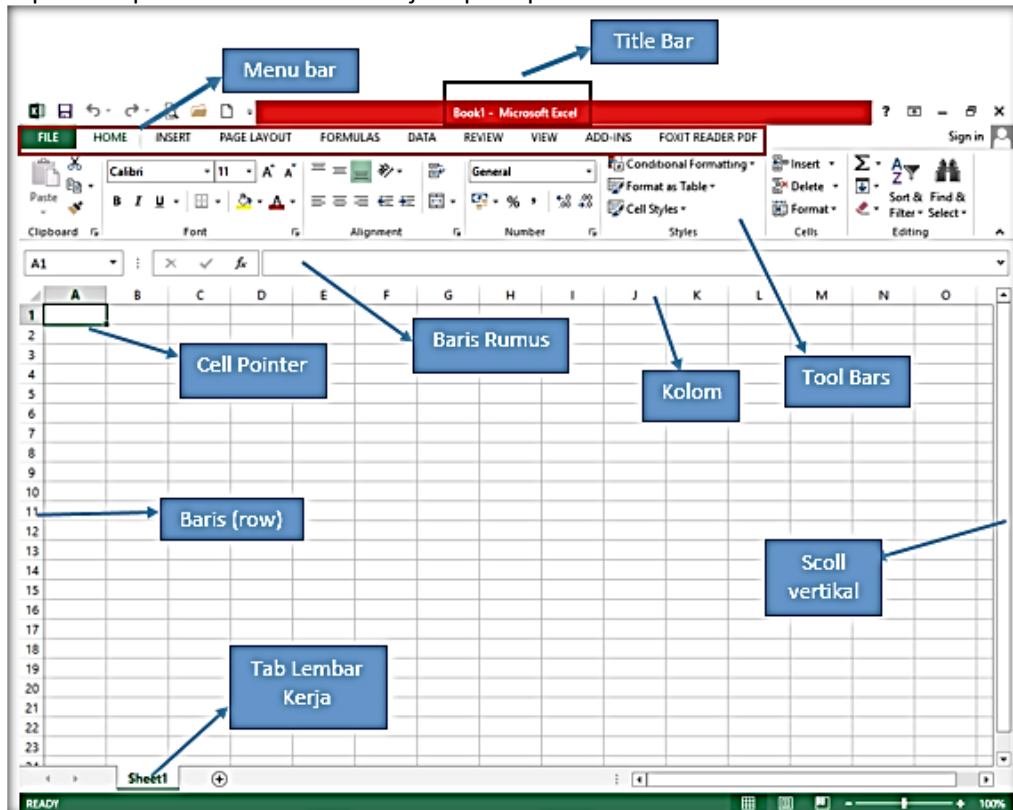 Title Bar
Menu bar
Book1 - Microsoft Excel
FILE HOME INSERT PAGE LAYOUT FORMULAS DATA REVIEW VIEW ADD-INS FOXIT READER PDF Sign in
Paste
Calibri 11
B I U
General
%
Conditional Formatting
Format as Table
Cell Styles
Insert
Delete
Format
Sort & Filter
Find & Select
Clipboard Font Alignment Number Styles Cells Editing
A1 fx
A B C D E F G H I J K L M N O
1
2
3
4
5
6
7
8
9
10
11
12
13
14
15
16
17
18
19
20
21
22
23
Baris Rumus
Cell Pointer
Kolom
Tool Bars
Baris (row)
Scoll
vertikal
Tab Lembar
Kerja
Sheet1
READY 100%